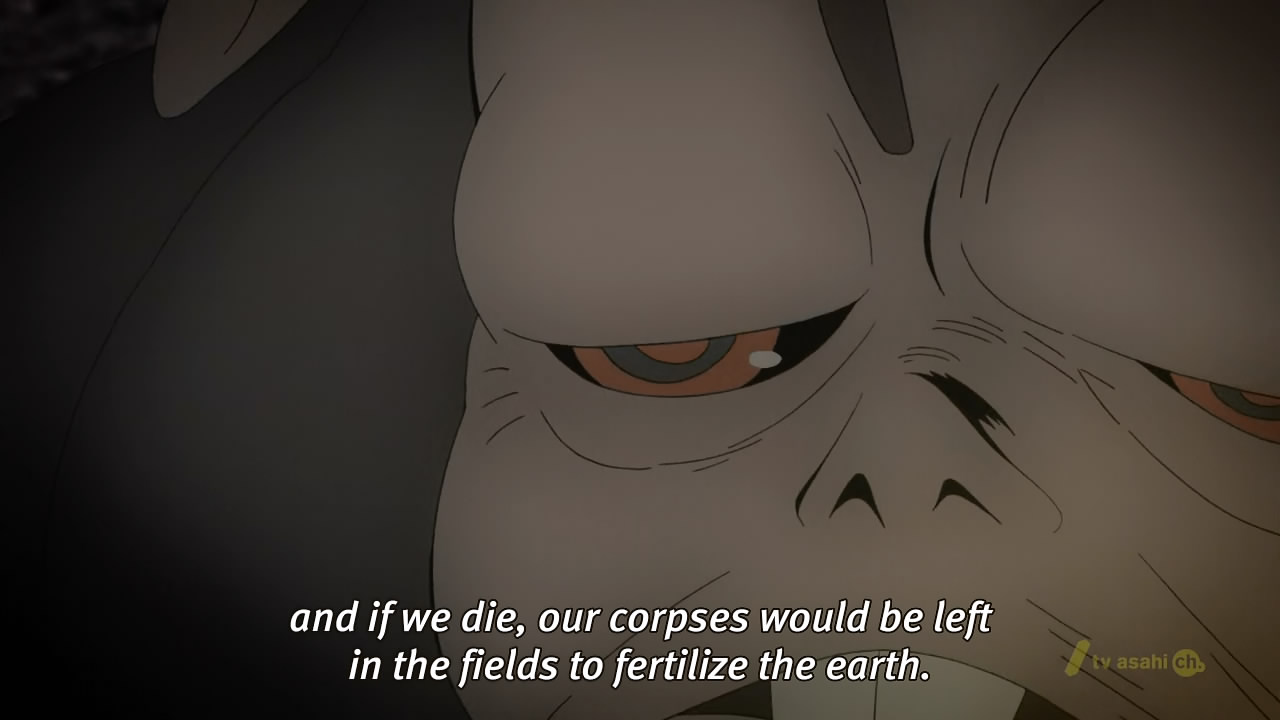 and if we die, our corpses would be left
in the fields to fertilize the earth.
tv asahi ch